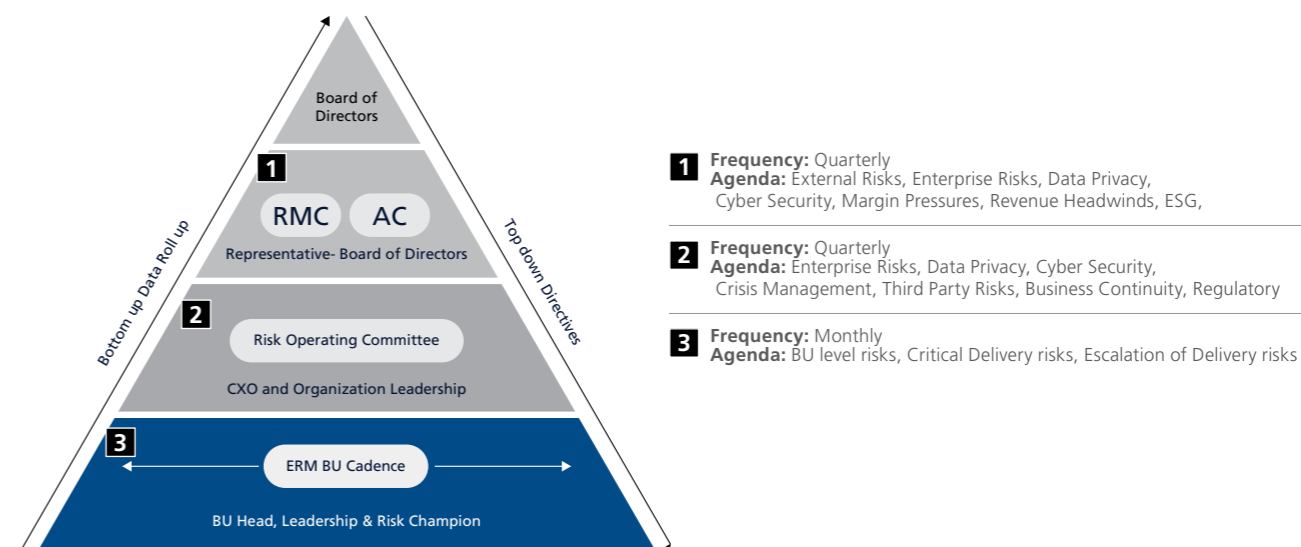 Board of
Directors
1
RMC
AC
Representative- Board of Directors
2
Risk Operating Committee
CXO and Organization Leadership
3
ERM BU Cadence
BU Head, Leadership & Risk Champion
Bottom up Data Roll up
Top down Directives
1
Frequency: Quarterly
Agenda: External Risks, Enterprise Risks, Data Privacy,
Cyber Security, Margin Pressures, Revenue Headwinds, ESG,
2
Frequency: Quarterly
Agenda: Enterprise Risks, Data Privacy, Cyber Security,
Crisis Management, Third Party Risks, Business Continuity, Regulatory
3
Frequency: Monthly
Agenda: BU level risks, Critical Delivery risks, Escalation of Delivery risks